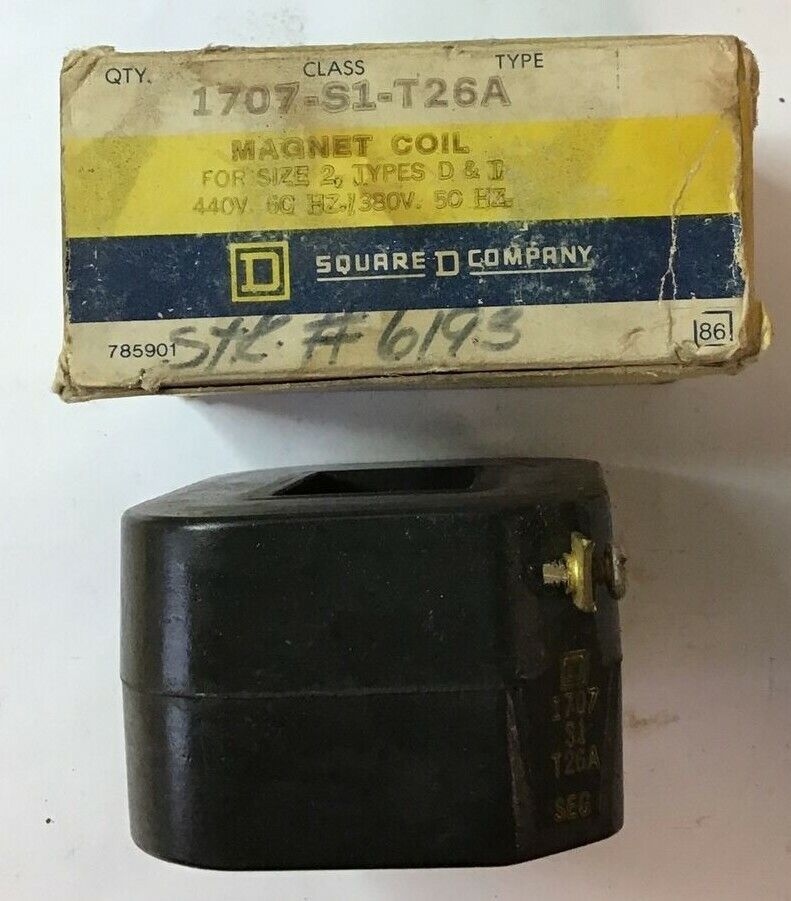 QTY. CLASS TYPE
1707-S1-T26A
MAGNET COIL
FOR SIZE 2, TYPES D & T
440V. 60 HZ./380V. 50 HZ.
D SQUARE D COMPANY
785901 Stk. # 6193 86
D
1707
S1
T26A